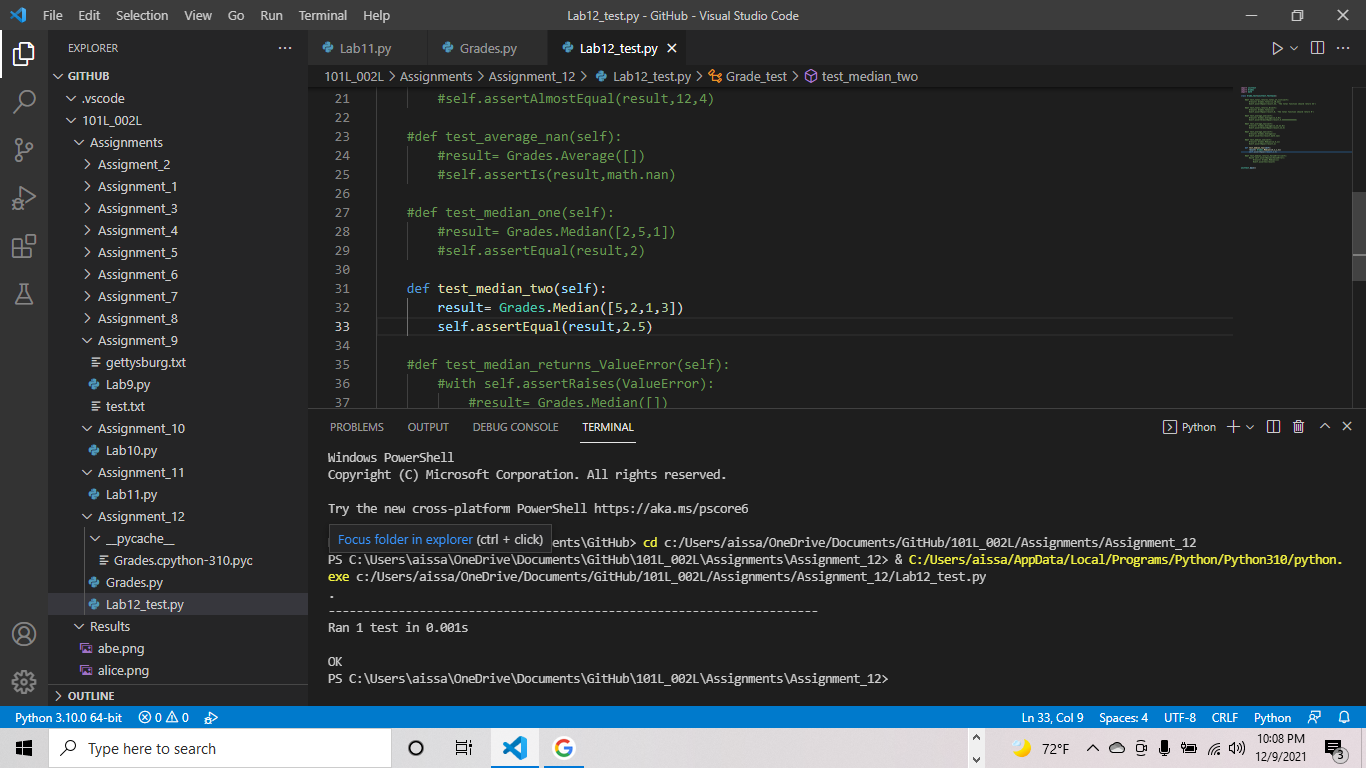 File Edit Selection View Go Run Terminal Help Lab12_test.py - GitHub - Visual Studio Code
EXPLORER
GITHUB
.vscode
101L_002L
Assignments
Assigment_2
Assignment_1
Assignment_3
Assignment_4
Assignment_5
Assignment_6
Assignment_7
Assignment_8
Assignment_9
gettysburg.txt
Lab9.py
test.txt
Assignment_10
Lab10.py
Assignment_11
Lab11.py
Assignment_12
__pycache__
Grades.cpython-310.pyc
Grades.py
Lab12_test.py
Results
abe.png
alice.png
OUTLINE
Lab11.py Grades.py Lab12_test.py
101L_002L > Assignments > Assignment_12 > Lab12_test.py > Grade_test > test_median_two
21 #self.assertAlmostEqual(result,12,4)
22
23 #def test_average_nan(self):
24 #result= Grades.Average([])
25 #self.assertIs(result,math.nan)
26
27 #def test_median_one(self):
28 #result= Grades.Median([2,5,1])
29 #self.assertEqual(result,2)
30
31 def test_median_two(self):
32 result= Grades.Median([5,2,1,3])
33 self.assertEqual(result,2.5)
34
35 #def test_median_returns_ValueError(self):
36 #with self.assertRaises(ValueError):
37 #result= Grades.Median([])
PROBLEMS OUTPUT DEBUG CONSOLE TERMINAL Python
Windows PowerShell
Copyright (C) Microsoft Corporation. All rights reserved.
Try the new cross-platform PowerShell https://aka.ms/pscore6
Focus folder in explorer (ctrl + click)
cuments\GitHub> cd c:/Users/aissa/OneDrive/Documents/GitHub/101L_002L/Assignments/Assignment_12
PS C:\Users\aissa\OneDrive\Documents\GitHub\101L_002L\Assignments\Assignment_12> & C:/Users/aissa/AppData/Local/Programs/Python/Python310/python.
exe c:/Users/aissa/OneDrive/Documents/GitHub/101L_002L/Assignments/Assignment_12/Lab12_test.py
.
----------------------------------------------------------------------
Ran 1 test in 0.001s
OK
PS C:\Users\aissa\OneDrive\Documents\GitHub\101L_002L\Assignments\Assignment_12>
Python 3.10.0 64-bit 0 0 Ln 33, Col 9 Spaces: 4 UTF-8 CRLF Python
Type here to search
72°F
10:08 PM
12/9/2021
3